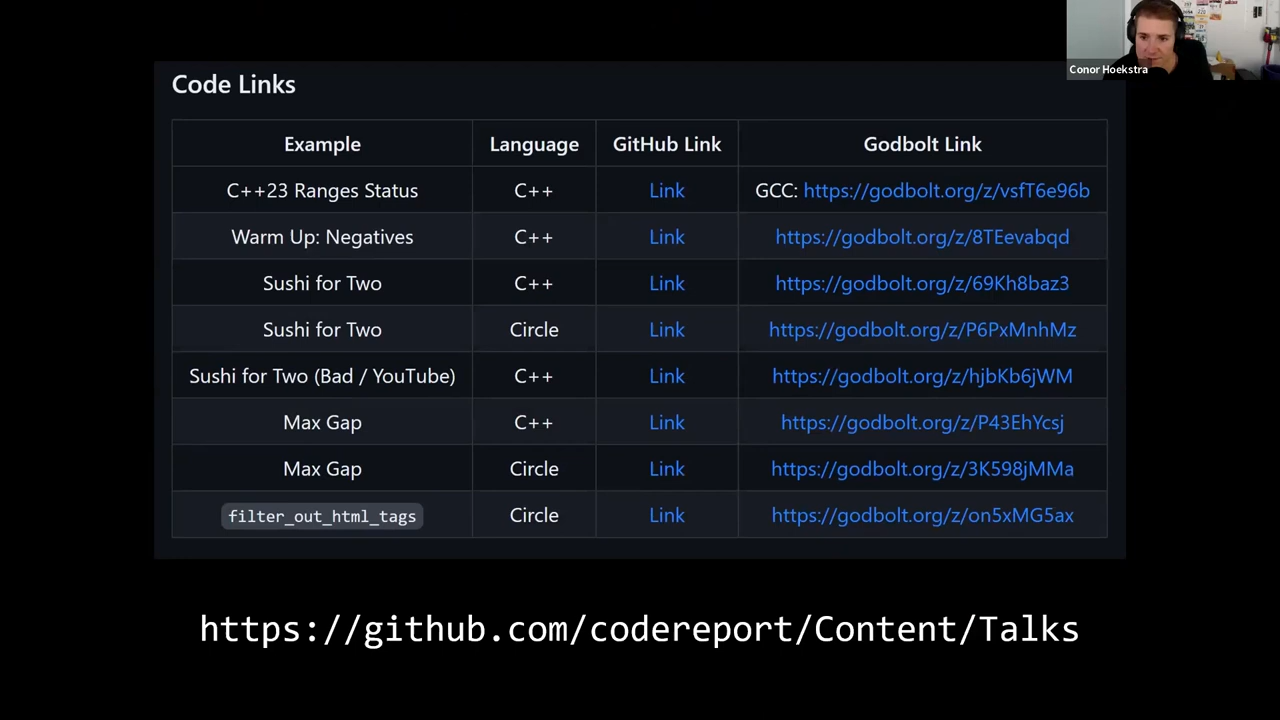 Conor Hoekstra
Code Links
Example Language GitHub Link Godbolt Link
C++23 Ranges Status C++ Link GCC: https://godbolt.org/z/vsfT6e96b
Warm Up: Negatives C++ Link https://godbolt.org/z/8TEevabqd
Sushi for Two C++ Link https://godbolt.org/z/69Kh8baz3
Sushi for Two Circle Link https://godbolt.org/z/P6PxMnhMz
Sushi for Two (Bad / YouTube) C++ Link https://godbolt.org/z/hjbKb6jWM
Max Gap C++ Link https://godbolt.org/z/P43EhYcsj
Max Gap Circle Link https://godbolt.org/z/3K598jMMa
filter_out_html_tags Circle Link https://godbolt.org/z/on5xMG5ax
https://github.com/codereport/Content/Talks